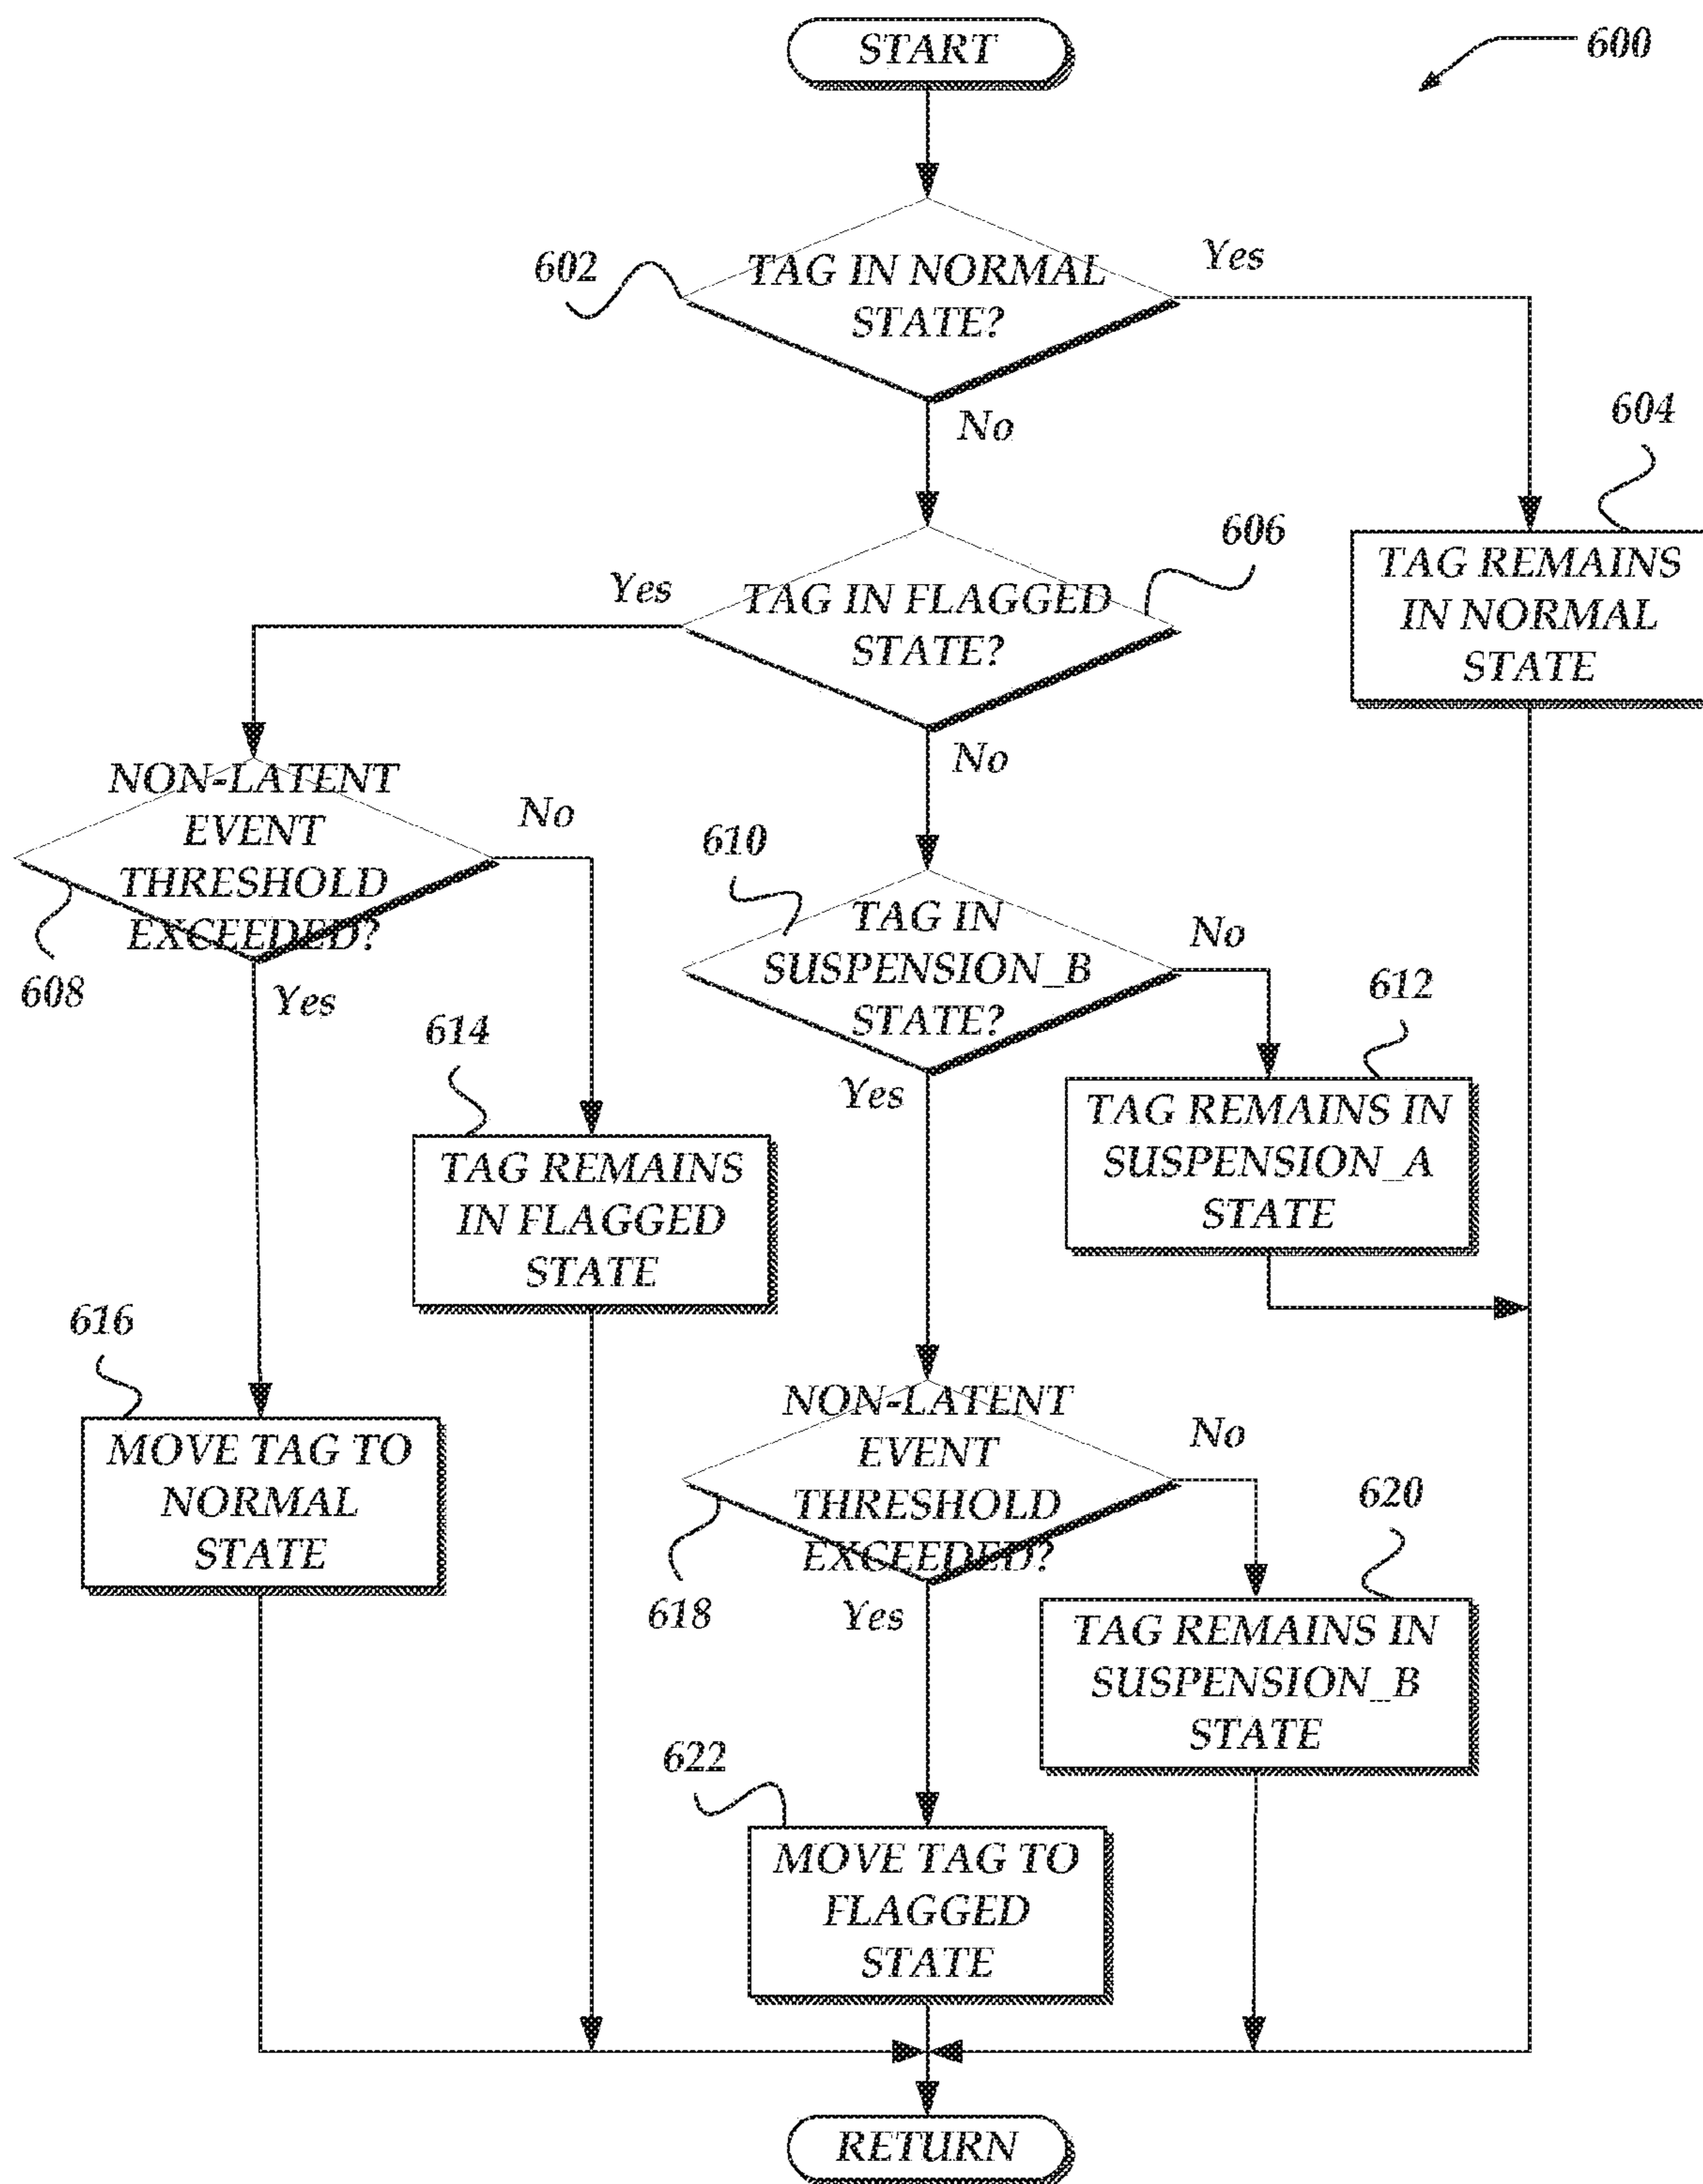 START
600
602
TAG IN NORMAL
STATE?
Yes
No
604
TAG REMAINS
IN NORMAL
STATE
606
TAG IN FLAGGED
STATE?
Yes
No
NON-LATENT
EVENT
THRESHOLD
EXCEEDED?
No
608
Yes
610
TAG IN
SUSPENSION_B
STATE?
No
Yes
612
TAG REMAINS IN
SUSPENSION_A
STATE
614
TAG REMAINS
IN FLAGGED
STATE
616
MOVE TAG TO
NORMAL
STATE
NON-LATENT
EVENT
THRESHOLD
EXCEEDED?
No
618
Yes
620
TAG REMAINS IN
SUSPENSION_B
STATE
622
MOVE TAG TO
FLAGGED
STATE
RETURN